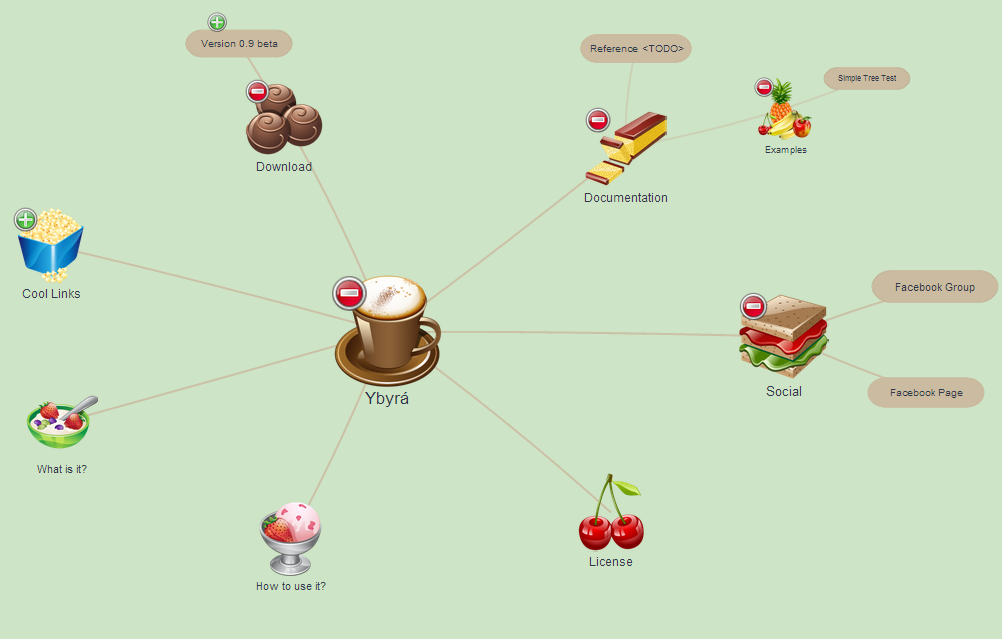 Version 0.9 beta
Reference <TODO>
Simple Tree Test
Examples
Download
Documentation
Cool Links
Facebook Group
Ybyrá
Social
Facebook Page
What is it?
License
How to use it?